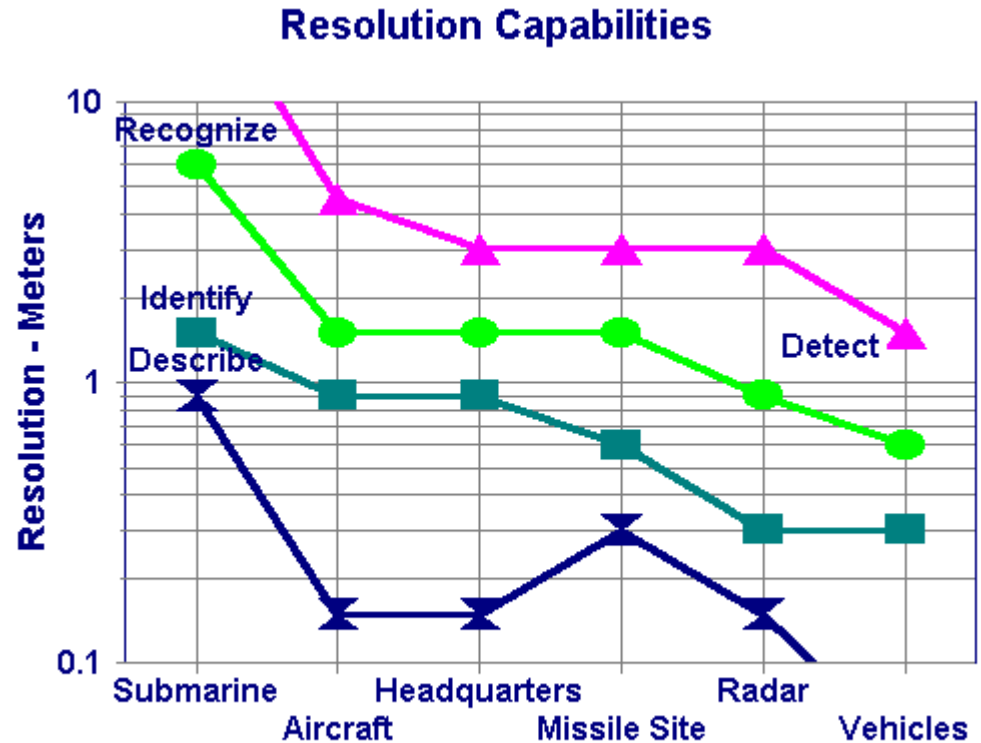 Resolution Capabilities
10
Recognize
Identify
Describe
Detect
1
0.1
Resolution - Meters
Submarine
Aircraft
Headquarters
Missile Site
Radar
Vehicles